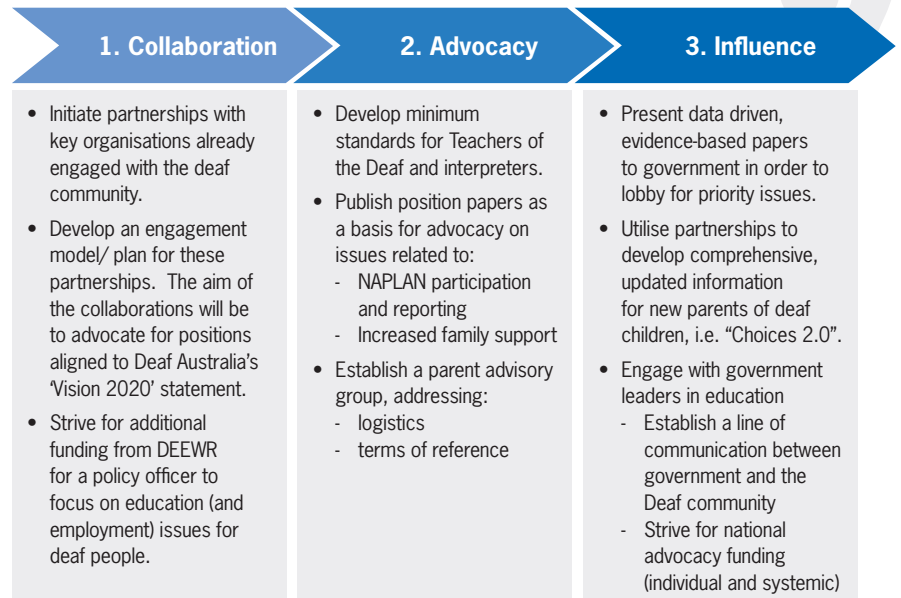 1. Collaboration
2. Advocacy
3. Influence
• Initiate partnerships with
key organisations already
engaged with the deaf
community.
• Develop an engagement
model/ plan for these
partnerships.  The aim of
the collaborations will be
to advocate for positions
aligned to Deaf Australia’s
‘Vision 2020’ statement.
• Strive for additional
funding from DEEWR
for a policy officer to
focus on education (and
employment) issues for
deaf people.
• Develop minimum
standards for Teachers of
the Deaf and interpreters.
• Publish position papers as
a basis for advocacy on
issues related to:
- NAPLAN participation
and reporting
- Increased family support
• Establish a parent advisory
group, addressing:
- logistics
- terms of reference
• Present data driven,
evidence-based papers
to government in order to
lobby for priority issues.
• Utilise partnerships to
develop comprehensive,
updated information
for new parents of deaf
children, i.e. “Choices 2.0”.
• Engage with government
leaders in education
- Establish a line of
communication between
government and the
Deaf community
- Strive for national
advocacy funding
(individual and systemic)